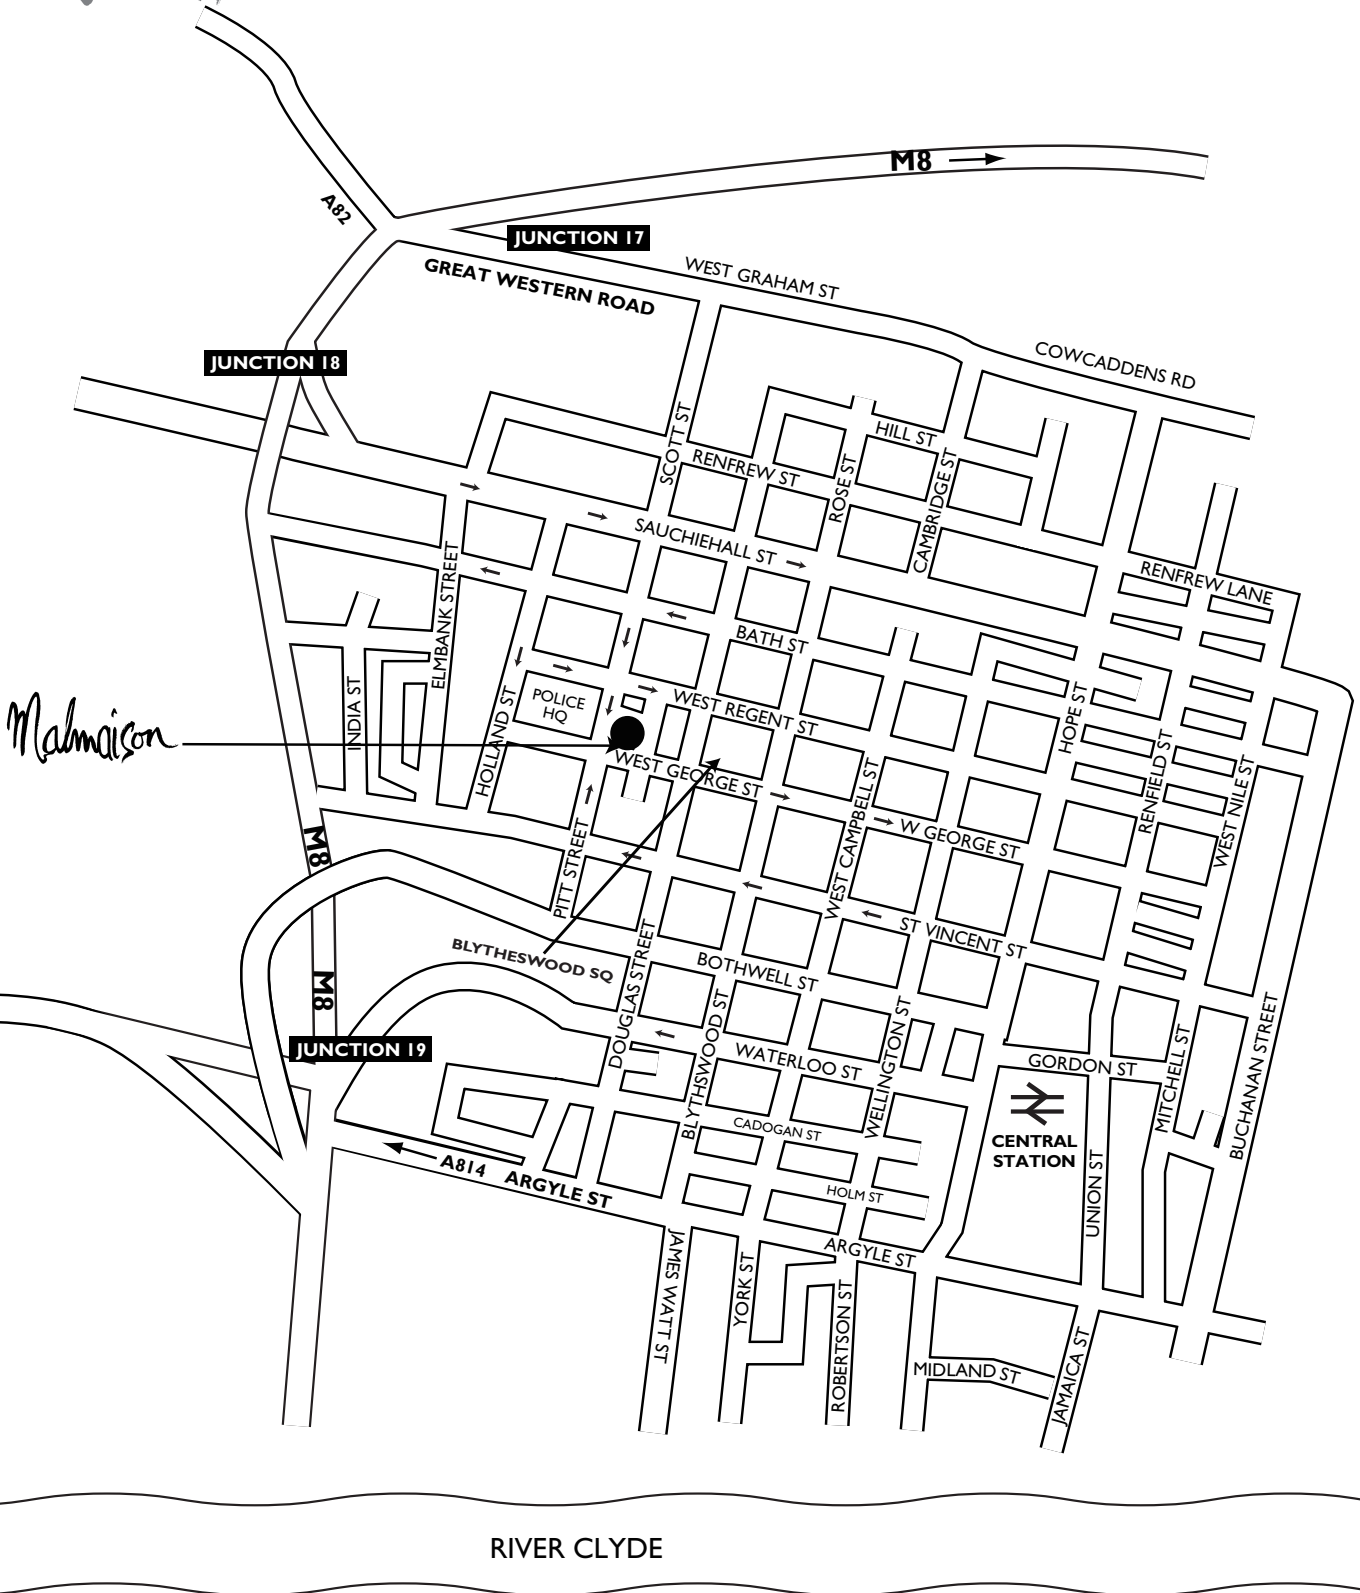 M8
A82
JUNCTION 17
GREAT WESTERN ROAD
WEST GRAHAM ST
COWCADDENS RD
JUNCTION 18
SCOTT ST
RENFREW ST
HILL ST
ROSE ST
CAMBRIDGE ST
SAUCHIEHALL ST
RENFREW LANE
ELMBANK STREET
BATH ST
INDIA ST
HOLLAND ST
POLICE
HQ
WEST REGENT ST
HOPE ST
Malmaison
WEST GEORGE ST
RENFIELD ST
WEST NILE ST
WEST CAMPBELL ST
W GEORGE ST
M8
PITT STREET
BLYTHESWOOD SQ
ST VINCENT ST
DOUGLAS STREET
BOTHWELL ST
M8
BLYTHSWOOD ST
WELLINGTON ST
JUNCTION 19
WATERLOO ST
GORDON ST
MITCHELL ST
BUCHANAN STREET
CADOGAN ST
CENTRAL
STATION
A814
ARGYLE ST
HOLM ST
UNION ST
ARGYLE ST
JAMES WATT ST
YORK ST
ROBERTSON ST
MIDLAND ST
JAMAICA ST
RIVER CLYDE